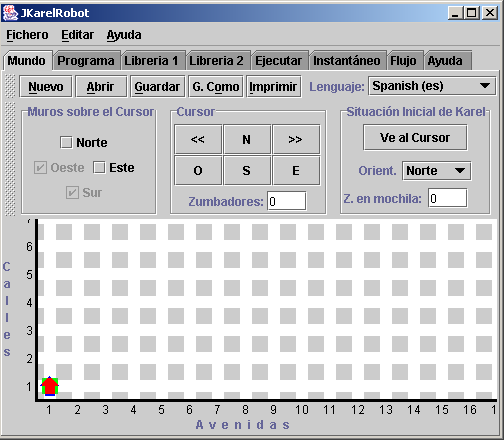 JKarelRobot
Fichero Editar Ayuda
Mundo Programa Libreria 1 Libreria 2 Ejecutar Instantáneo Flujo Ayuda
Nuevo Abrir Guardar G. Como Imprimir Lenguaje: Spanish (es)
Muros sobre el Cursor
Norte
Oeste Este
Sur
Cursor
<< N >>
O S E
Zumbadores: 0
Situación Inicial de Karel
Ve al Cursor
Orient. Norte
Z. en mochila: 0
Calles
7
6
5
4
3
2
1
1 2 3 4 5 6 7 8 9 10 11 12 13 14 15 16 1
Avenidas